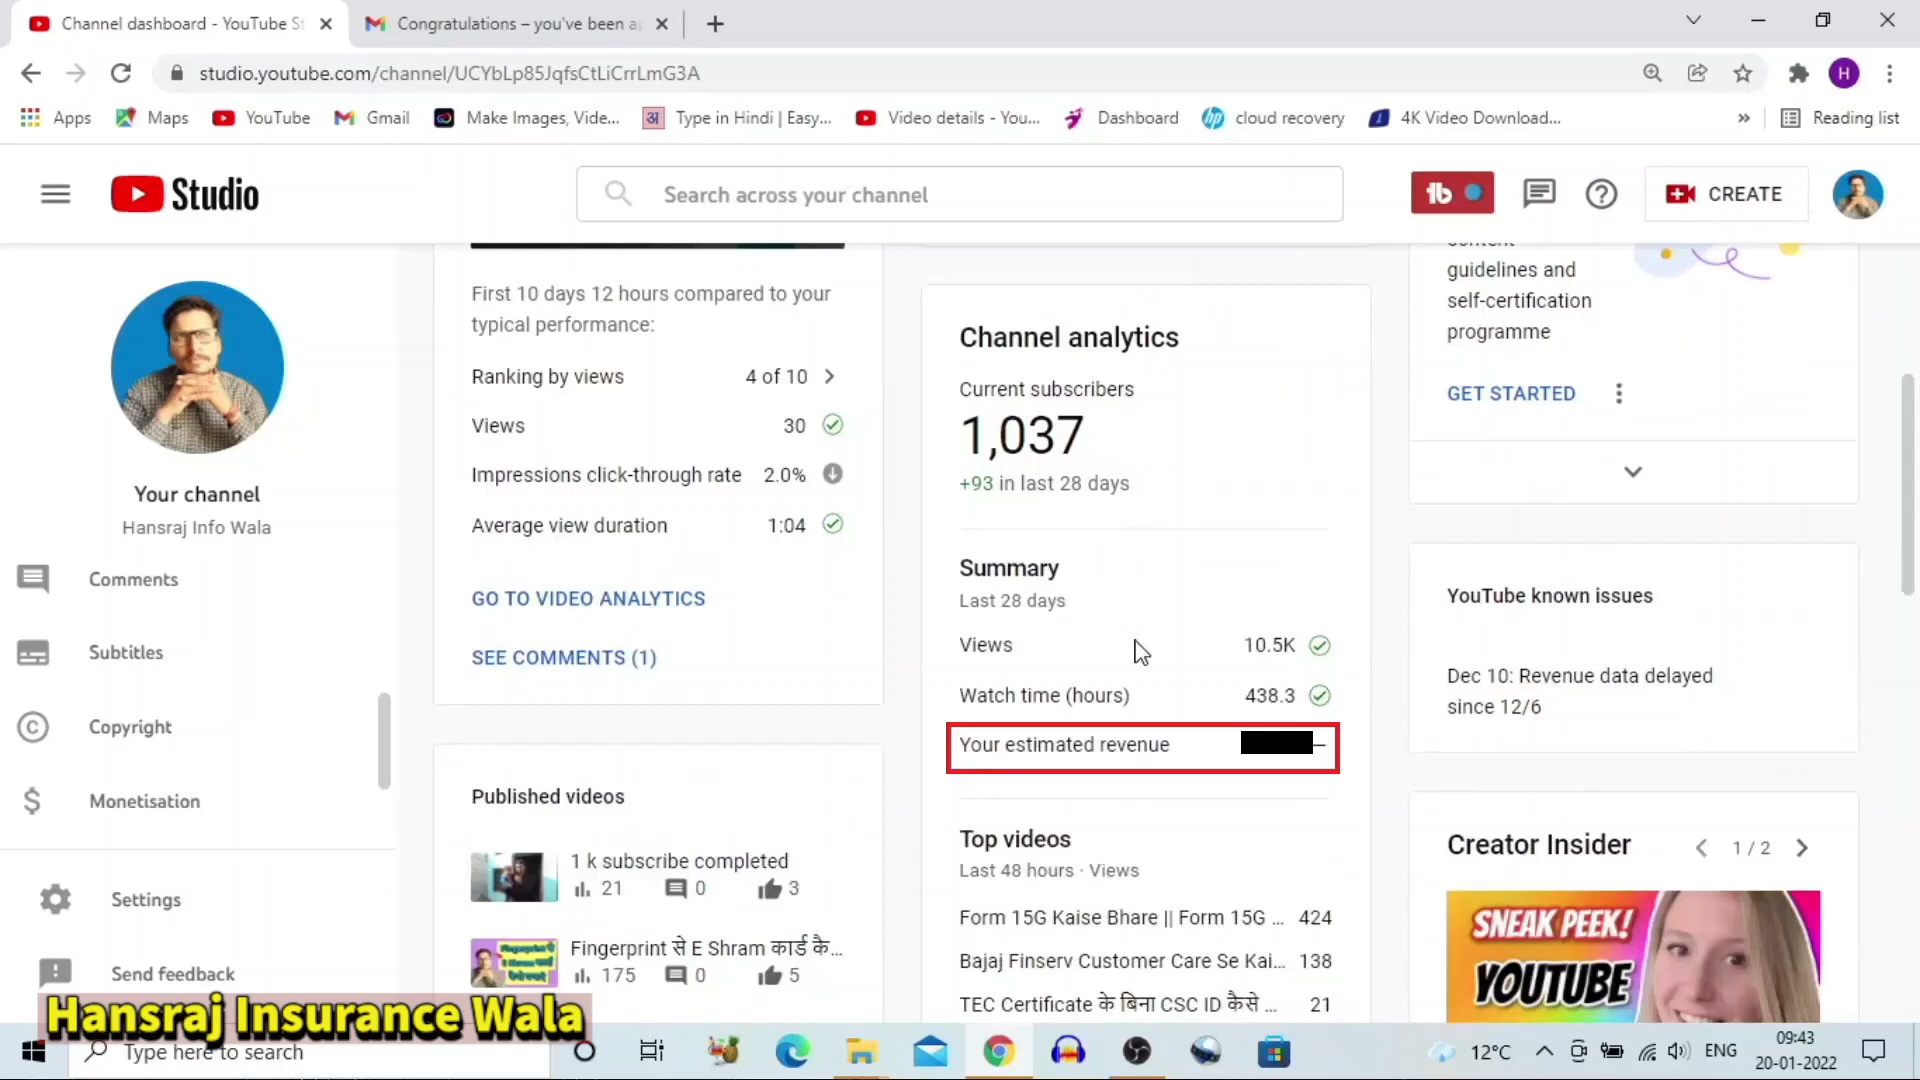 Channel dashboard - YouTube St
Congratulations – you've been a
studio.youtube.com/channel/UCYbLp85JqfsCtLiCrrLmG3A
H
Apps
Maps
YouTube
Gmail
Make Images, Vide...
Type in Hindi | Easy...
Video details - You...
Dashboard
cloud recovery
4K Video Download...
»
Reading list
Studio
Search across your channel
CREATE
Your channel
Hansraj Info Wala
Comments
Subtitles
Copyright
Monetisation
Settings
Send feedback
First 10 days 12 hours compared to your
typical performance:
Ranking by views 4 of 10
Views 30
Impressions click-through rate 2.0%
Average view duration 1:04
GO TO VIDEO ANALYTICS
SEE COMMENTS (1)
Published videos
1 k subscribe completed
21 0 3
Fingerprint से E Shram कार्ड कै...
175 0 5
Channel analytics
Current subscribers
1,037
+93 in last 28 days
Summary
Last 28 days
Views 10.5K
Watch time (hours) 438.3
Your estimated revenue —
Top videos
Last 48 hours · Views
Form 15G Kaise Bhare || Form 15G ... 424
Bajaj Finserv Customer Care Se Kai... 138
TEC Certificate के बिना CSC ID कैसे ... 21
guidelines and
self-certification
programme
GET STARTED
YouTube known issues
Dec 10: Revenue data delayed
since 12/6
Creator Insider 1 / 2
SNEAK PEEK!
YOUTUBE
Hansraj Insurance Wala
Type here to search
12°C
ENG
09:43
20-01-2022